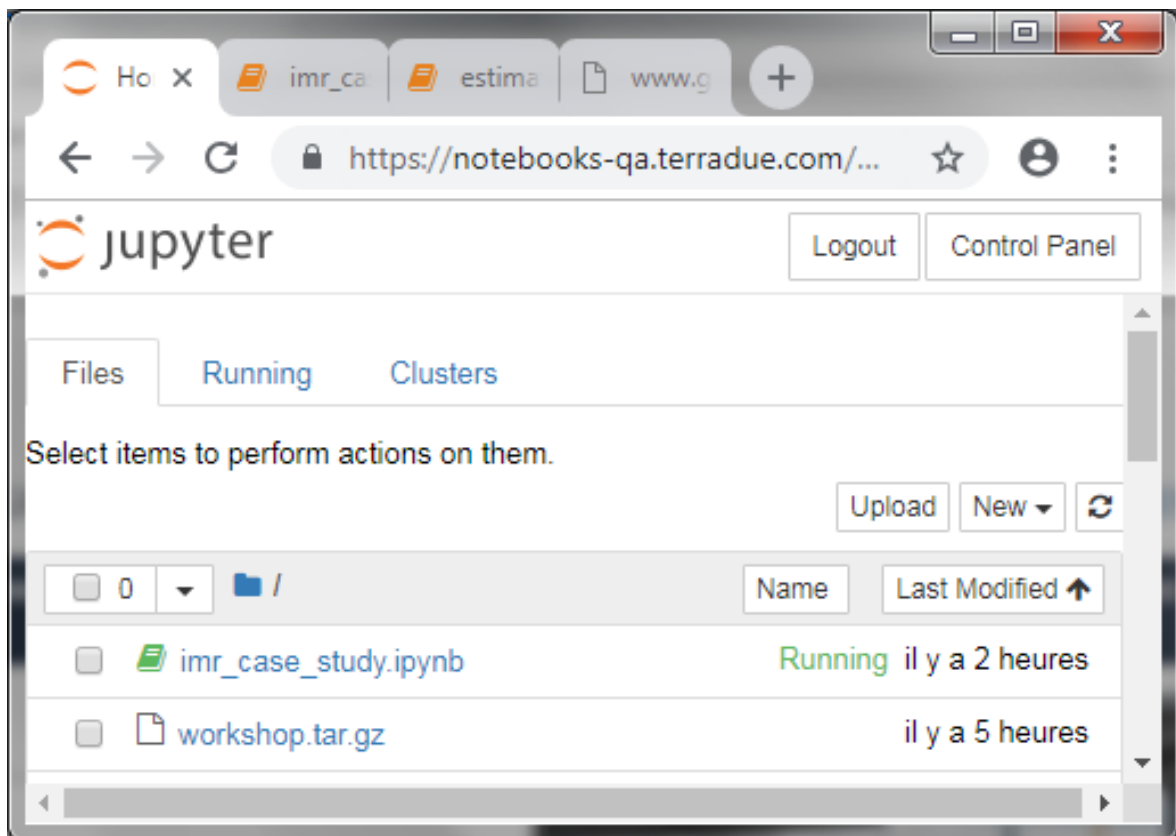 Ho imr_ca estima www.g
https://notebooks-qa.terradue.com/...
jupyter Logout Control Panel
Files Running Clusters
Select items to perform actions on them.
Upload New
0 / Name Last Modified
imr_case_study.ipynb Running il y a 2 heures
workshop.tar.gz il y a 5 heures